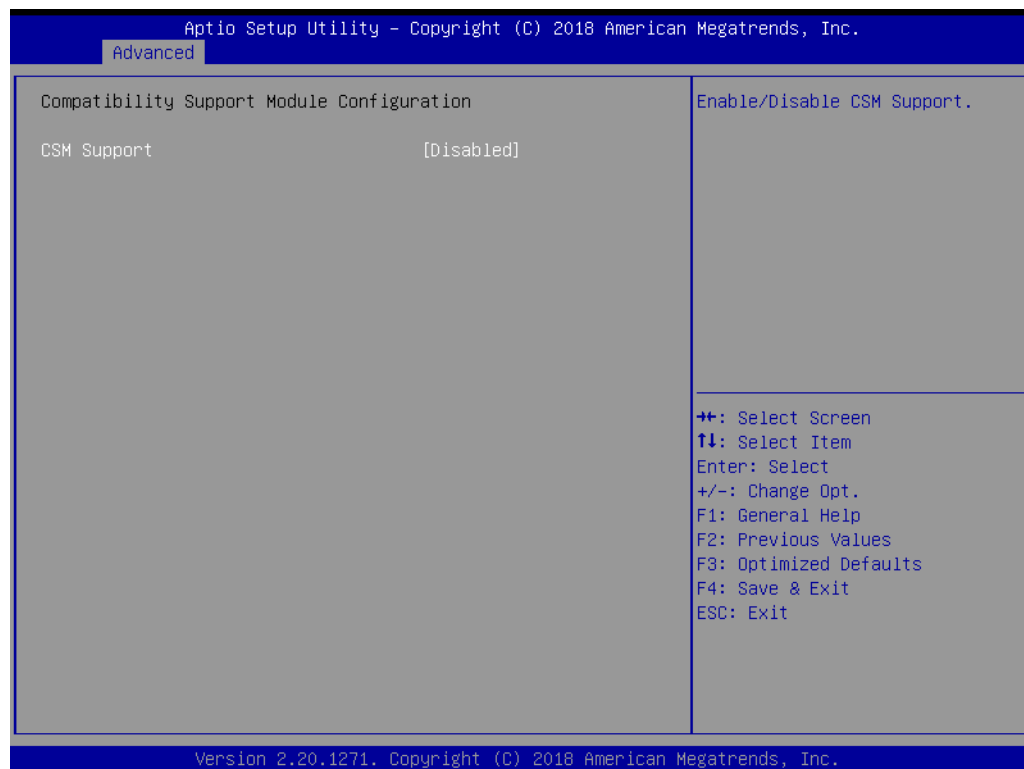 Aptio Setup Utility – Copyright (C) 2018 American Megatrends, Inc.
Advanced
Compatibility Support Module Configuration
CSM Support [Disabled]
Enable/Disable CSM Support.
→←: Select Screen
↑↓: Select Item
Enter: Select
+/-: Change Opt.
F1: General Help
F2: Previous Values
F3: Optimized Defaults
F4: Save & Exit
ESC: Exit
Version 2.20.1271. Copyright (C) 2018 American Megatrends, Inc.